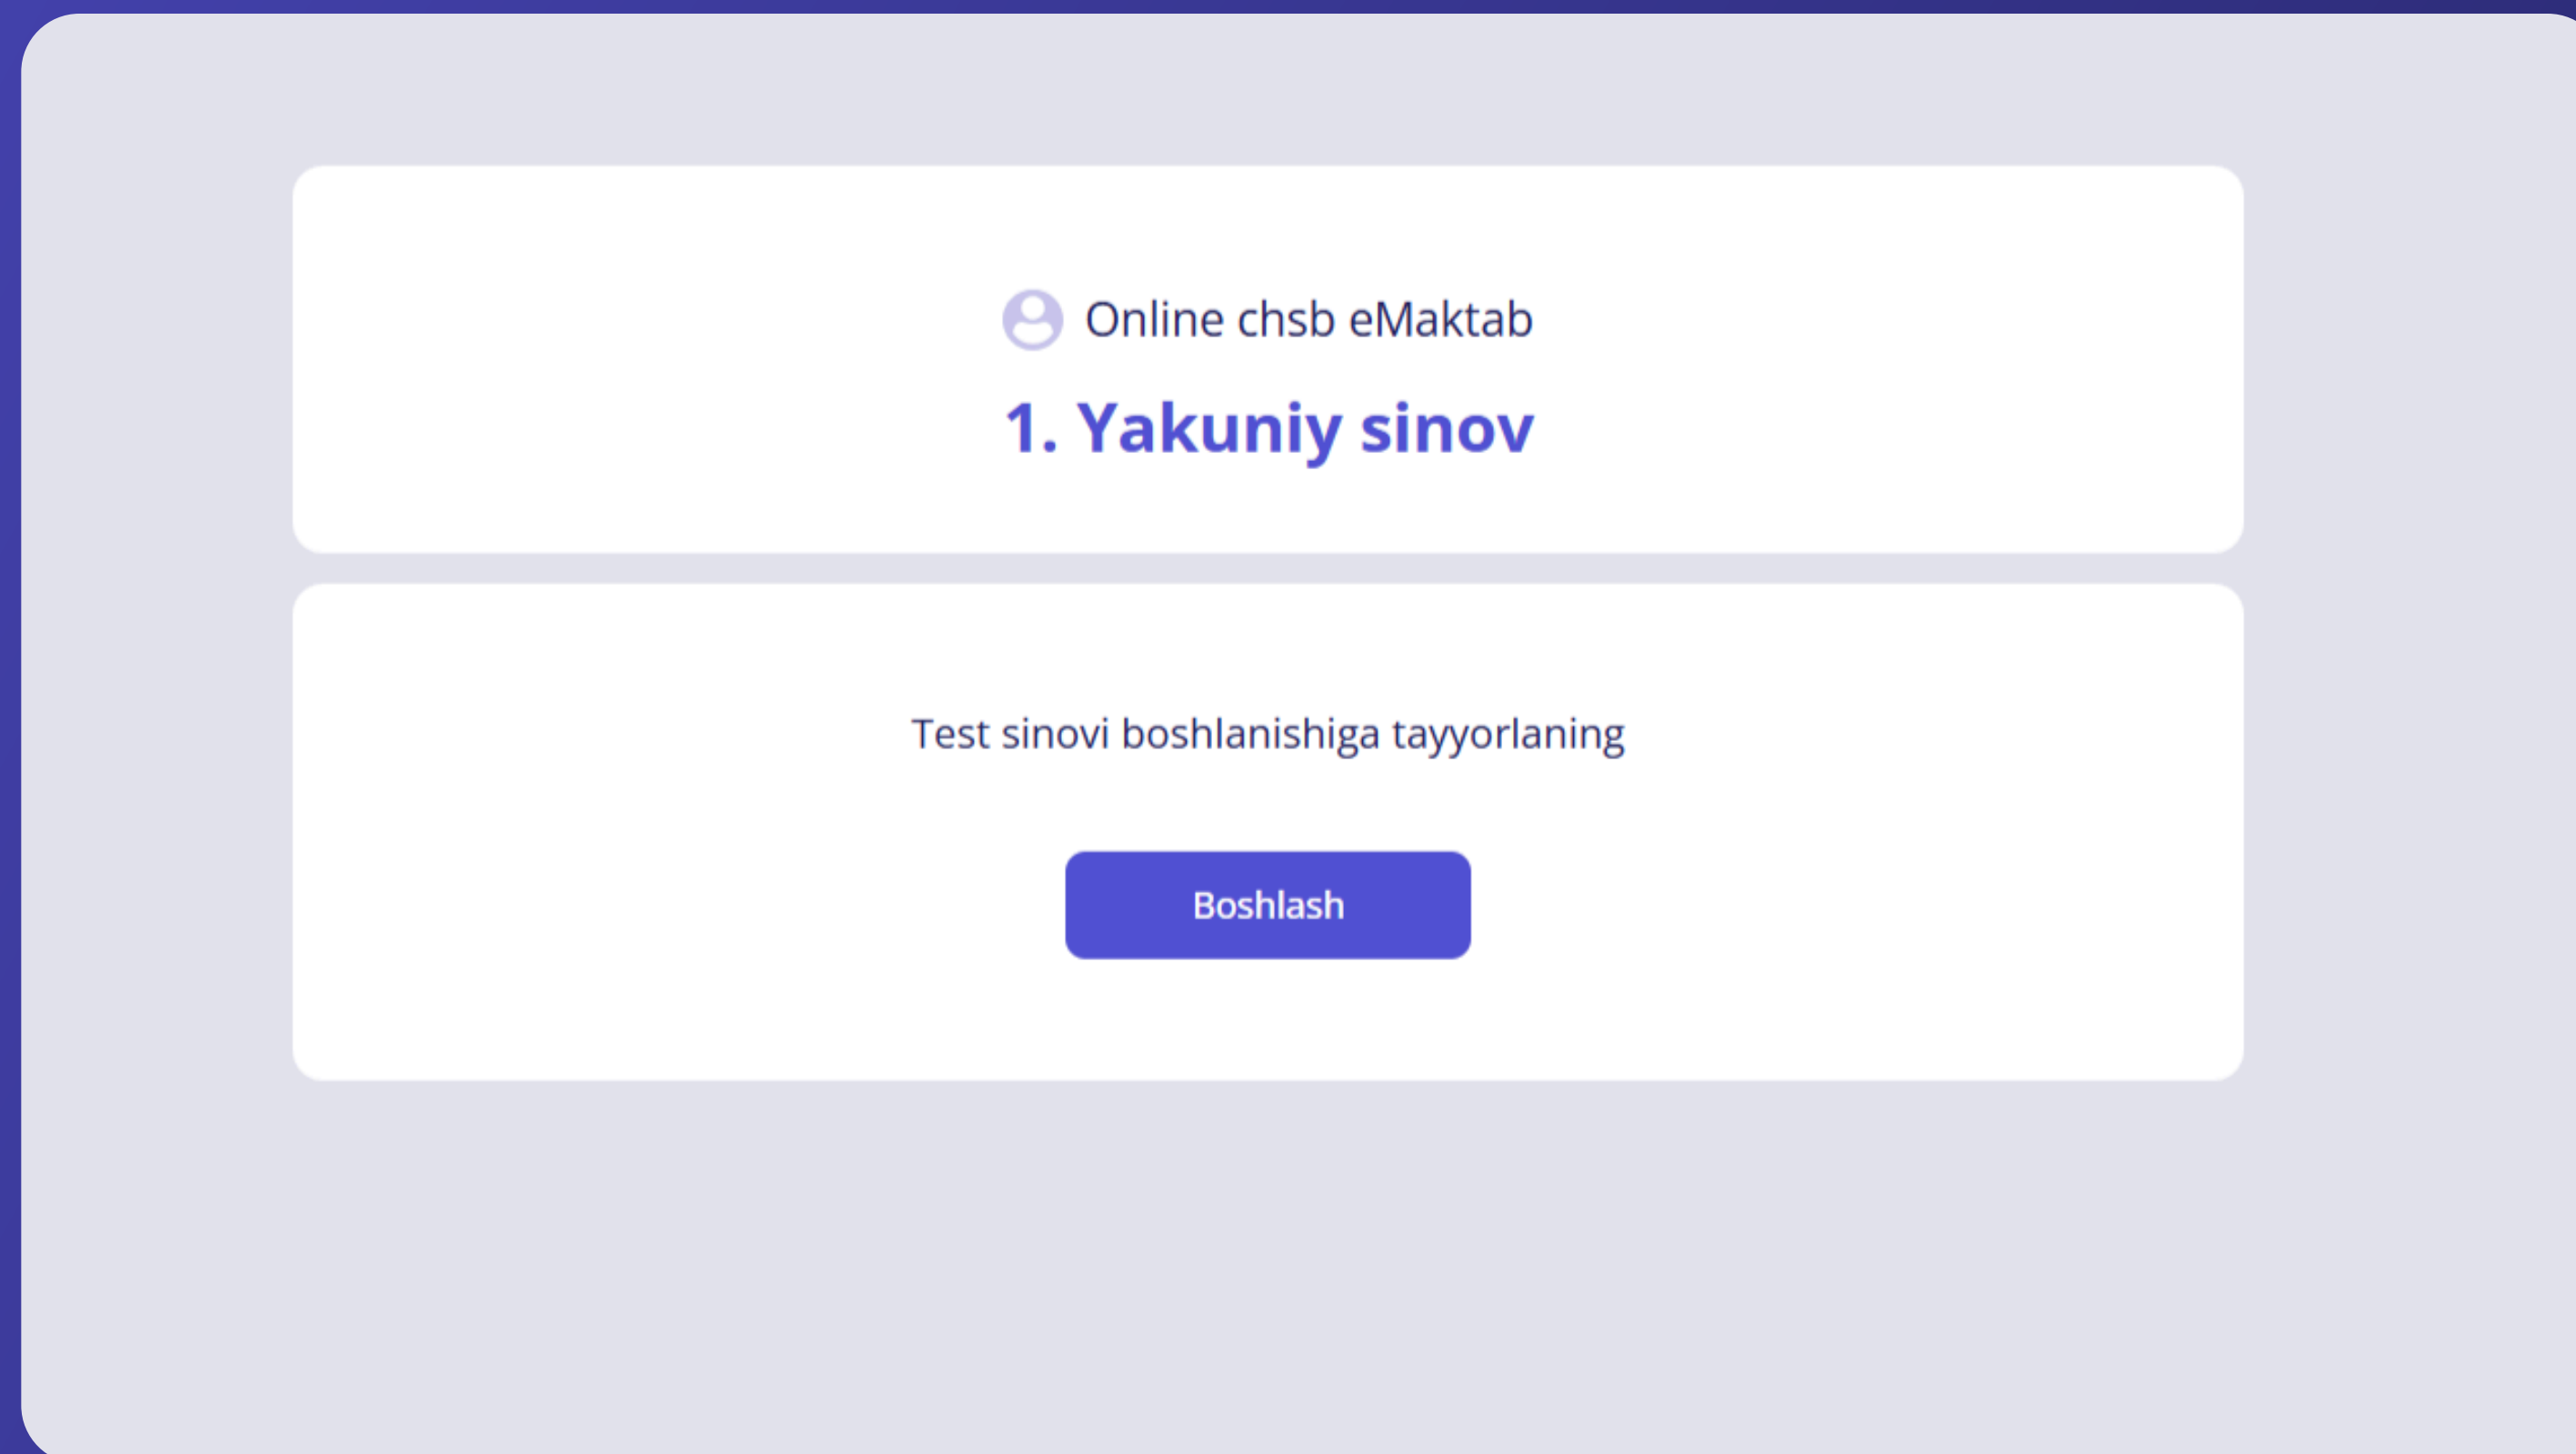 Online chsb eMaktab
1. Yakuniy sinov
Test sinovi boshlanishiga tayyorlaning
Boshlash